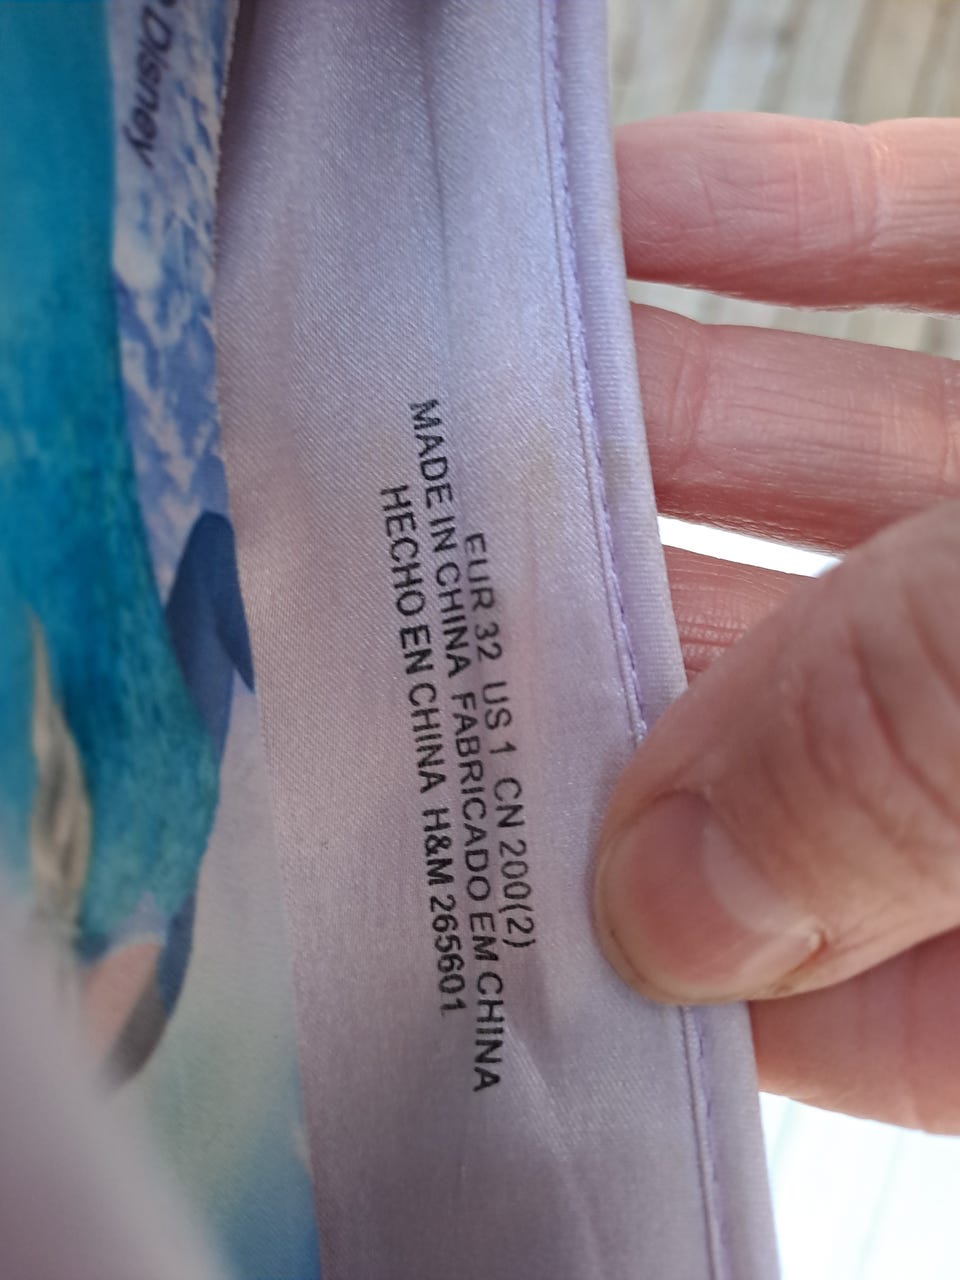 Disney
EUR 32 US 1 CN 200(2)
MADE IN CHINA FABRICADO EM CHINA
HECHO EN CHINA H&M 265601